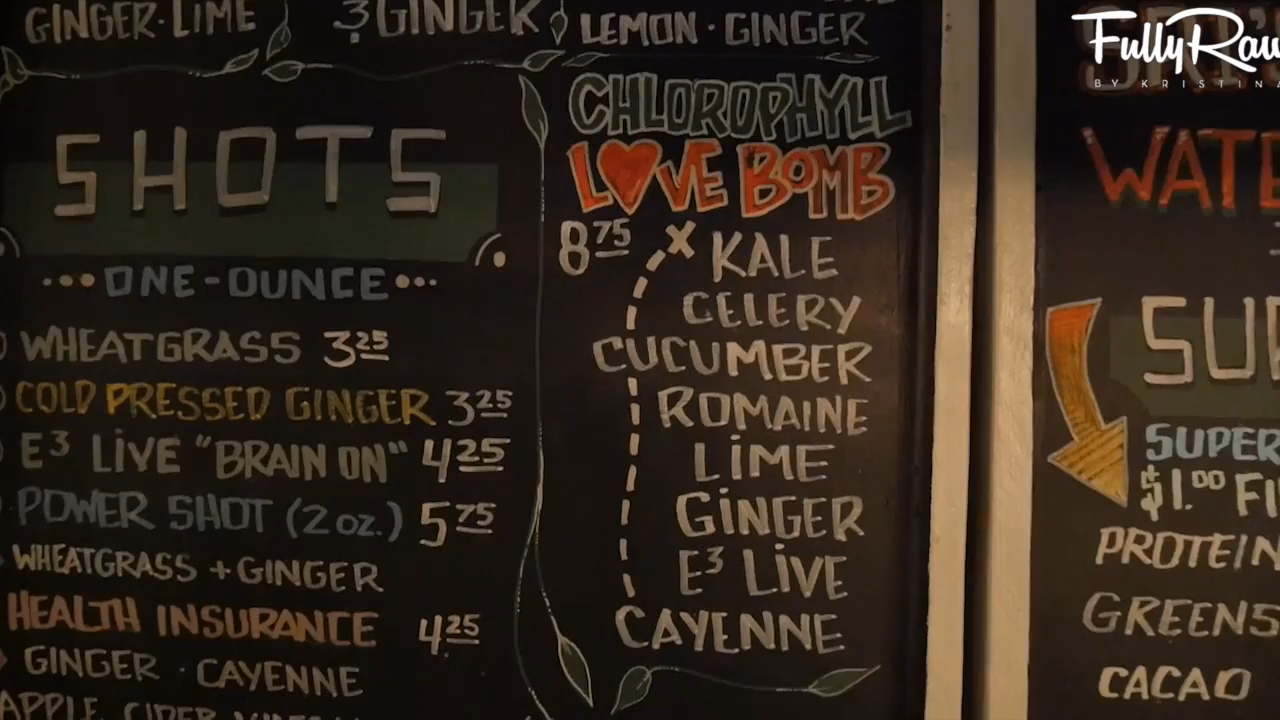 GINGER·LIME
3 GINGER
LEMON · GINGER
SHOTS
ONE-OUNCE
WHEATGRASS 3.25
COLD PRESSED GINGER 3.25
E3 LiVE "BRAIN ON" 4.25
POWER SHOT (2 oz.) 5.75
WHEATGRASS + GINGER
HEALTH INSURANCE 4.25
GINGER · CAYENNE
APPLE CIDER
CHLOROPHYLL
L♥VE BOMB
8.75
KALE
CELERY
CUCUMBER
ROMAINE
LiME
GiNGER
E3 LiVE
CAYENNE
FullyRaw
BY KRISTINA
WATE
SU
SUPER
$1.00 Fi
PROTEIN
GREENS
CACAO